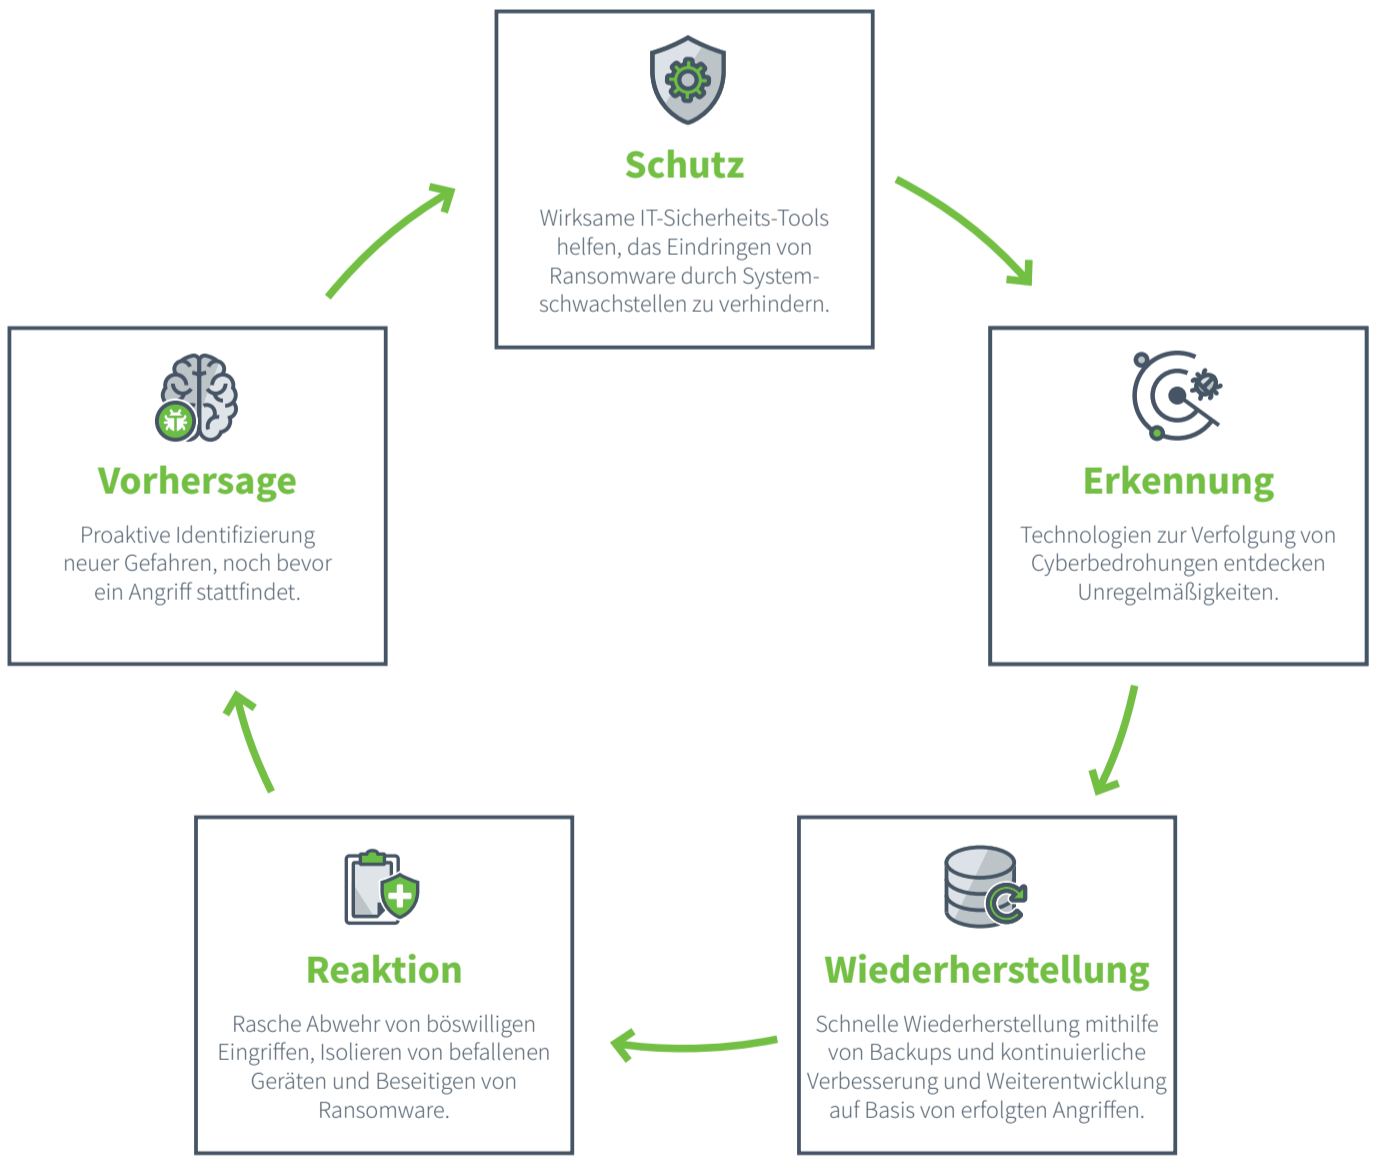 Schutz
Wirksame IT-Sicherheits-Tools
helfen, das Eindringen von
Ransomware durch System-
schwachstellen zu verhindern.
Vorhersage
Proaktive Identifizierung
neuer Gefahren, noch bevor
ein Angriff stattfindet.
Erkennung
Technologien zur Verfolgung von
Cyberbedrohungen entdecken
Unregelmäßigkeiten.
Reaktion
Rasche Abwehr von böswilligen
Eingriffen, Isolieren von befallenen
Geräten und Beseitigen von
Ransomware.
Wiederherstellung
Schnelle Wiederherstellung mithilfe
von Backups und kontinuierliche
Verbesserung und Weiterentwicklung
auf Basis von erfolgten Angriffen.